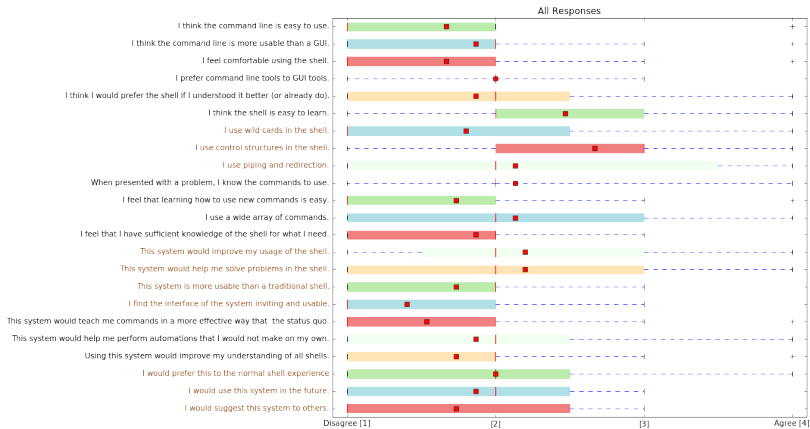 All Responses
I think the command line is easy to use.
I think the command line is more usable than a GUI.
I feel comfortable using the shell.
I prefer command line tools to GUI tools.
I think I would prefer the shell if I understood it better (or already do).
I think the shell is easy to learn.
I use wild cards in the shell.
I use control structures in the shell.
I use piping and redirection.
When presented with a problem, I know the commands to use.
I feel that learning how to use new commands is easy.
I use a wide array of commands.
I feel that I have sufficient knowledge of the shell for what I need.
This system would improve my usage of the shell.
This system would help me solve problems in the shell.
This system is more usable than a traditional shell.
I find the interface of the system inviting and usable.
This system would teach me commands in a more effective way that the status quo.
This system would help me perform automations that I would not make on my own.
Using this system would improve my understanding of all shells.
I would prefer this to the normal shell experience
I would use this system in the future.
I would suggest this system to others.
Disagree [1] [2] [3] Agree [4]